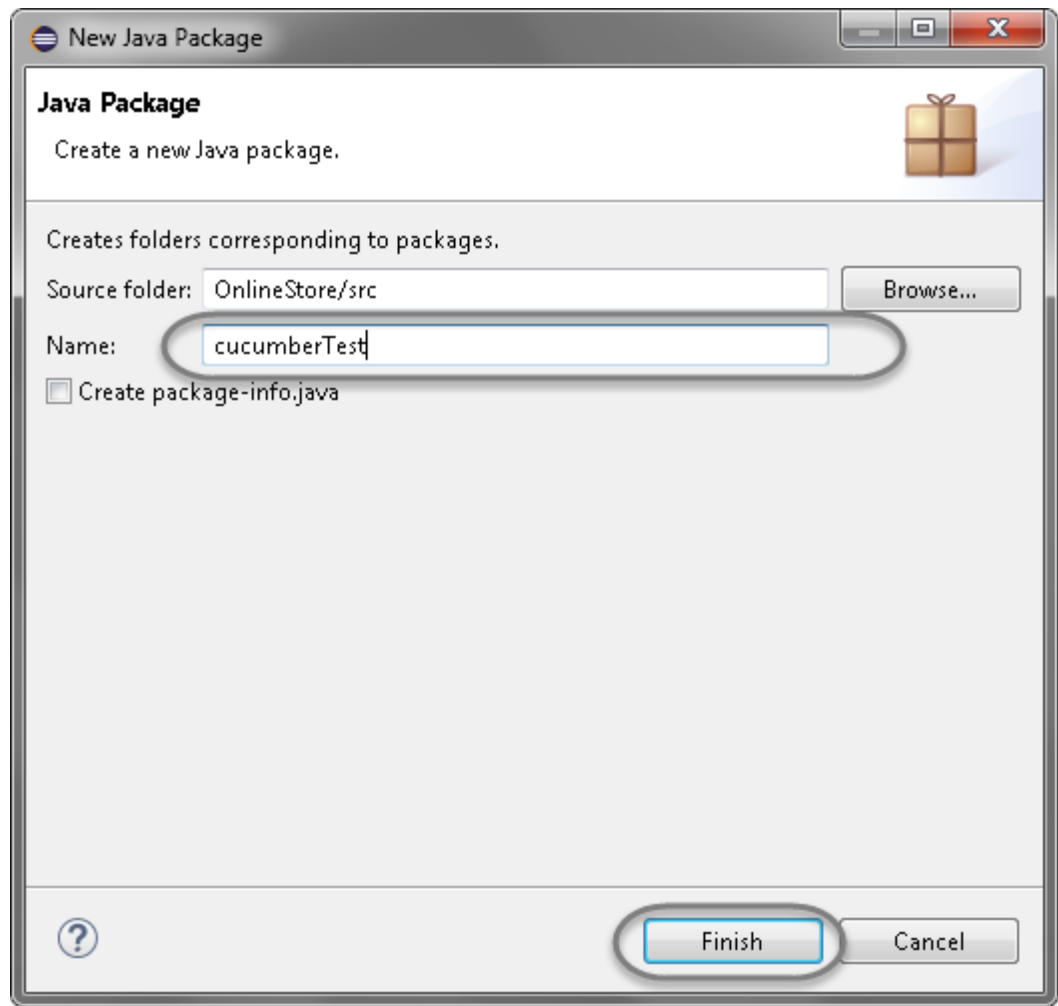 New Java Package
Java Package
Create a new Java package.
Creates folders corresponding to packages.
Source folder: OnlineStore/src Browse...
Name: cucumberTest
Create package-info.java
? Finish Cancel